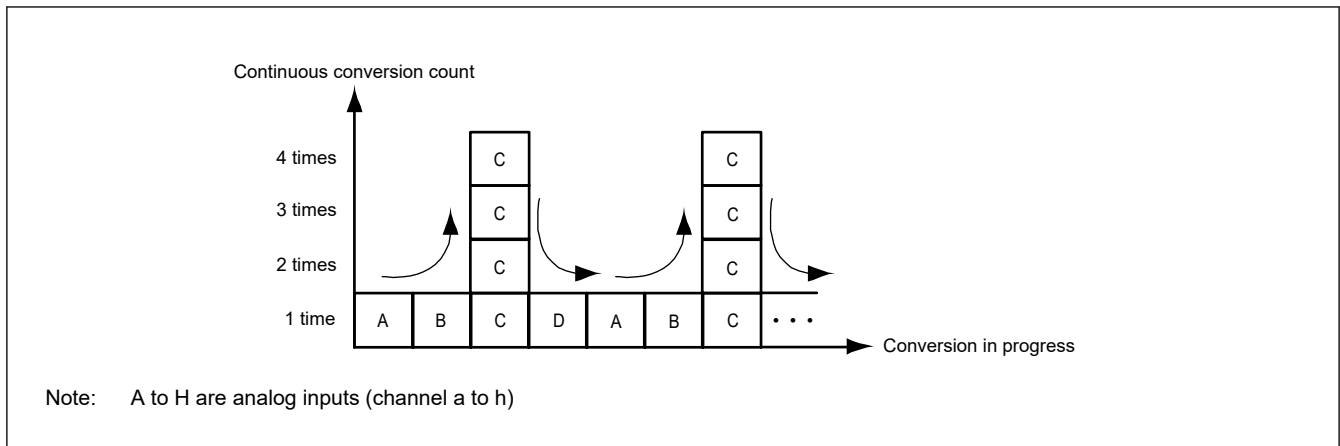 Continuous conversion count
4 times C C
3 times C C
2 times C C
1 time A B C D A B C • • •
Conversion in progress
Note: A to H are analog inputs (channel a to h)